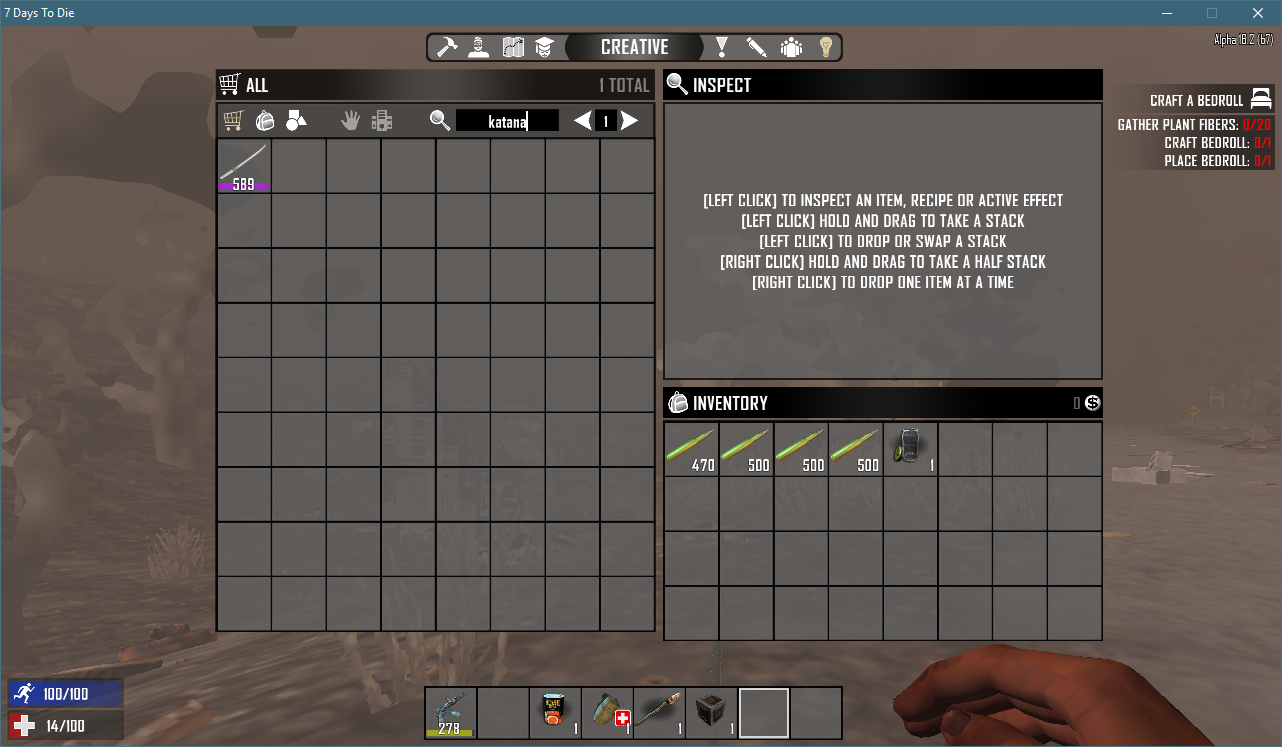 7 Days To Die
CREATIVE
Alpha 18.2 (b7)
ALL
1 TOTAL
katana
1
589
INSPECT
[LEFT CLICK] TO INSPECT AN ITEM, RECIPE OR ACTIVE EFFECT
[LEFT CLICK] HOLD AND DRAG TO TAKE A STACK
[LEFT CLICK] TO DROP OR SWAP A STACK
[RIGHT CLICK] HOLD AND DRAG TO TAKE A HALF STACK
[RIGHT CLICK] TO DROP ONE ITEM AT A TIME
CRAFT A BEDROLL
GATHER PLANT FIBERS: 0/20
CRAFT BEDROLL: 0/1
PLACE BEDROLL: 0/1
INVENTORY
0
470
500
500
500
1
100/100
14/100
278
1
1
1
1